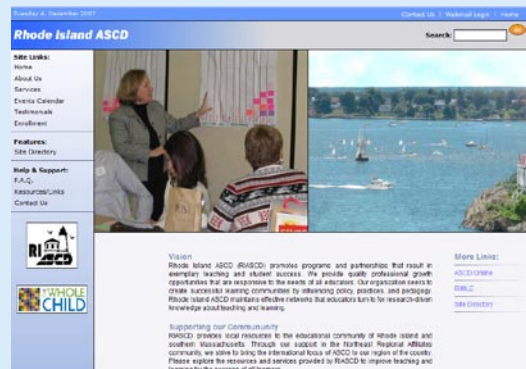 Tuesday 4, December 2007
Contact Us | Webmail Login | Home
Rhode Island ASCD
Search:
Go
Site Links:
Home
About Us
Services
Events Calendar
Testimonials
Enrollment
Features:
Site Directory
Help & Support:
F.A.Q.
Resources/Links
Contact Us
RI
ASCD
THE WHOLE
CHILD
Vision
Rhode Island ASCD (RIASCD) promotes programs and partnerships that result in
exemplary teaching and student success. We provide quality professional growth
opportunities that are responsive to the needs of all educators. Our organization seeks to
create successful learning communities by influencing policy, practices, and pedagogy.
Rhode Island ASCD maintains effective networks that educators turn to for research-driven
knowledge about teaching and learning.
Supporting our Communuity
RIASCD provides local resources to the educational community of Rhode Island and
southern Massachusetts. Through our support in the Northeast Regional Affiliates
community, we strive to bring the international focus of ASCD to our region of the country.
Please explore the resources and services provided by RIASCD to improve teaching and
More Links:
ASCD Online
Site Directory